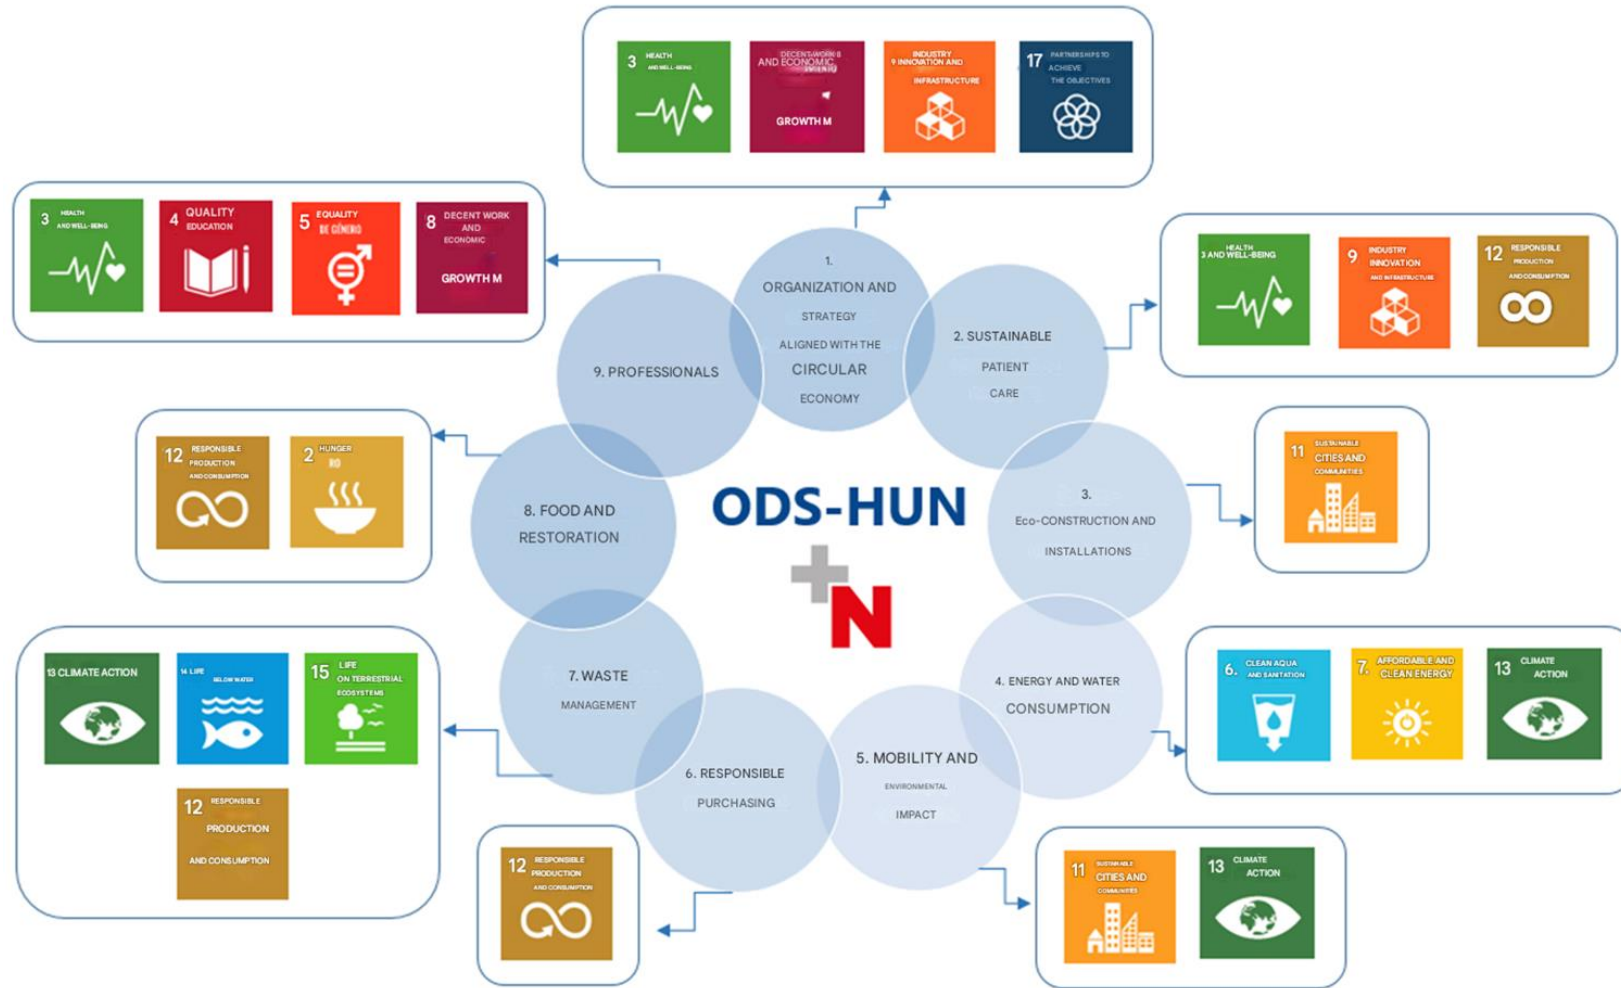 3 HEALTH
AND WELL-BEING
DECENT WORK 8
AND ECONOMIC
GROWTH M
INDUSTRY
9 INNOVATION AND
INFRASTRUCTURE
17 PARTNERSHIPS TO
ACHIEVE
THE OBJECTIVES
3 HEALTH
AND WELL-BEING
4 QUALITY
EDUCATION
5 EQUALITY
DE GÉNERO
8 DECENT WORK
AND
ECONOMIC
GROWTH M
HEALTH
3 AND WELL-BEING
9 INDUSTRY
INNOVATION
AND INFRASTRUCTURE
12 RESPONSIBLE
PRODUCTION
AND CONSUMPTION
1.
ORGANIZATION AND
STRATEGY
ALIGNED WITH THE
CIRCULAR
ECONOMY
2. SUSTAINABLE
PATIENT
CARE
9. PROFESSIONALS
12 RESPONSIBLE
PRODUCTION
AND CONSUMPTION
2 HUNGER
RO
11 SUSTAINABLE
CITIES AND
COMMUNITIES
8. FOOD AND
RESTORATION
ODS-HUN
N
3.
Eco-CONSTRUCTION AND
INSTALLATIONS
13 CLIMATE ACTION
14 LIFE
BELOW WATER
15 LIFE
ON TERRESTRIAL
ECOSYSTEMS
12 RESPONSIBLE
PRODUCTION
AND CONSUMPTION
7. WASTE
MANAGEMENT
4. ENERGY AND WATER
CONSUMPTION
6. CLEAN AQUA
AND SANITATION
7. AFFORDABLE AND
CLEAN ENERGY
13 CLIMATE
ACTION
6. RESPONSIBLE
PURCHASING
5. MOBILITY AND
ENVIRONMENTAL
IMPACT
12 RESPONSIBLE
PRODUCTION
AND CONSUMPTION
11 SUSTAINABLE
CITIES AND
COMMUNITIES
13 CLIMATE
ACTION